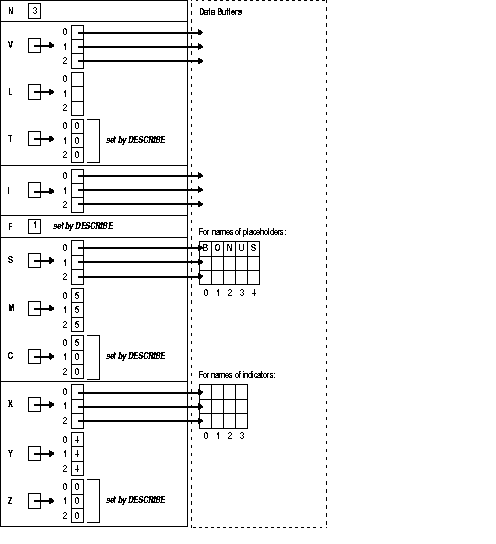 N 3 Data Buffers
0
V 1
2
0
L 1
2
0 0
T 1 0 set by DESCRIBE
2 0
0
I 1
2
F 1 set by DESCRIBE
For names of placeholders:
0 B O N U S
S 1
2
0 1 2 3 4
0 5
M 1 5
2 5
0 5
C 1 0 set by DESCRIBE
2 0
For names of indicators:
0
X 1
2
0 1 2 3
0 4
Y 1 4
2 4
0 0
Z 1 0 set by DESCRIBE
2 0